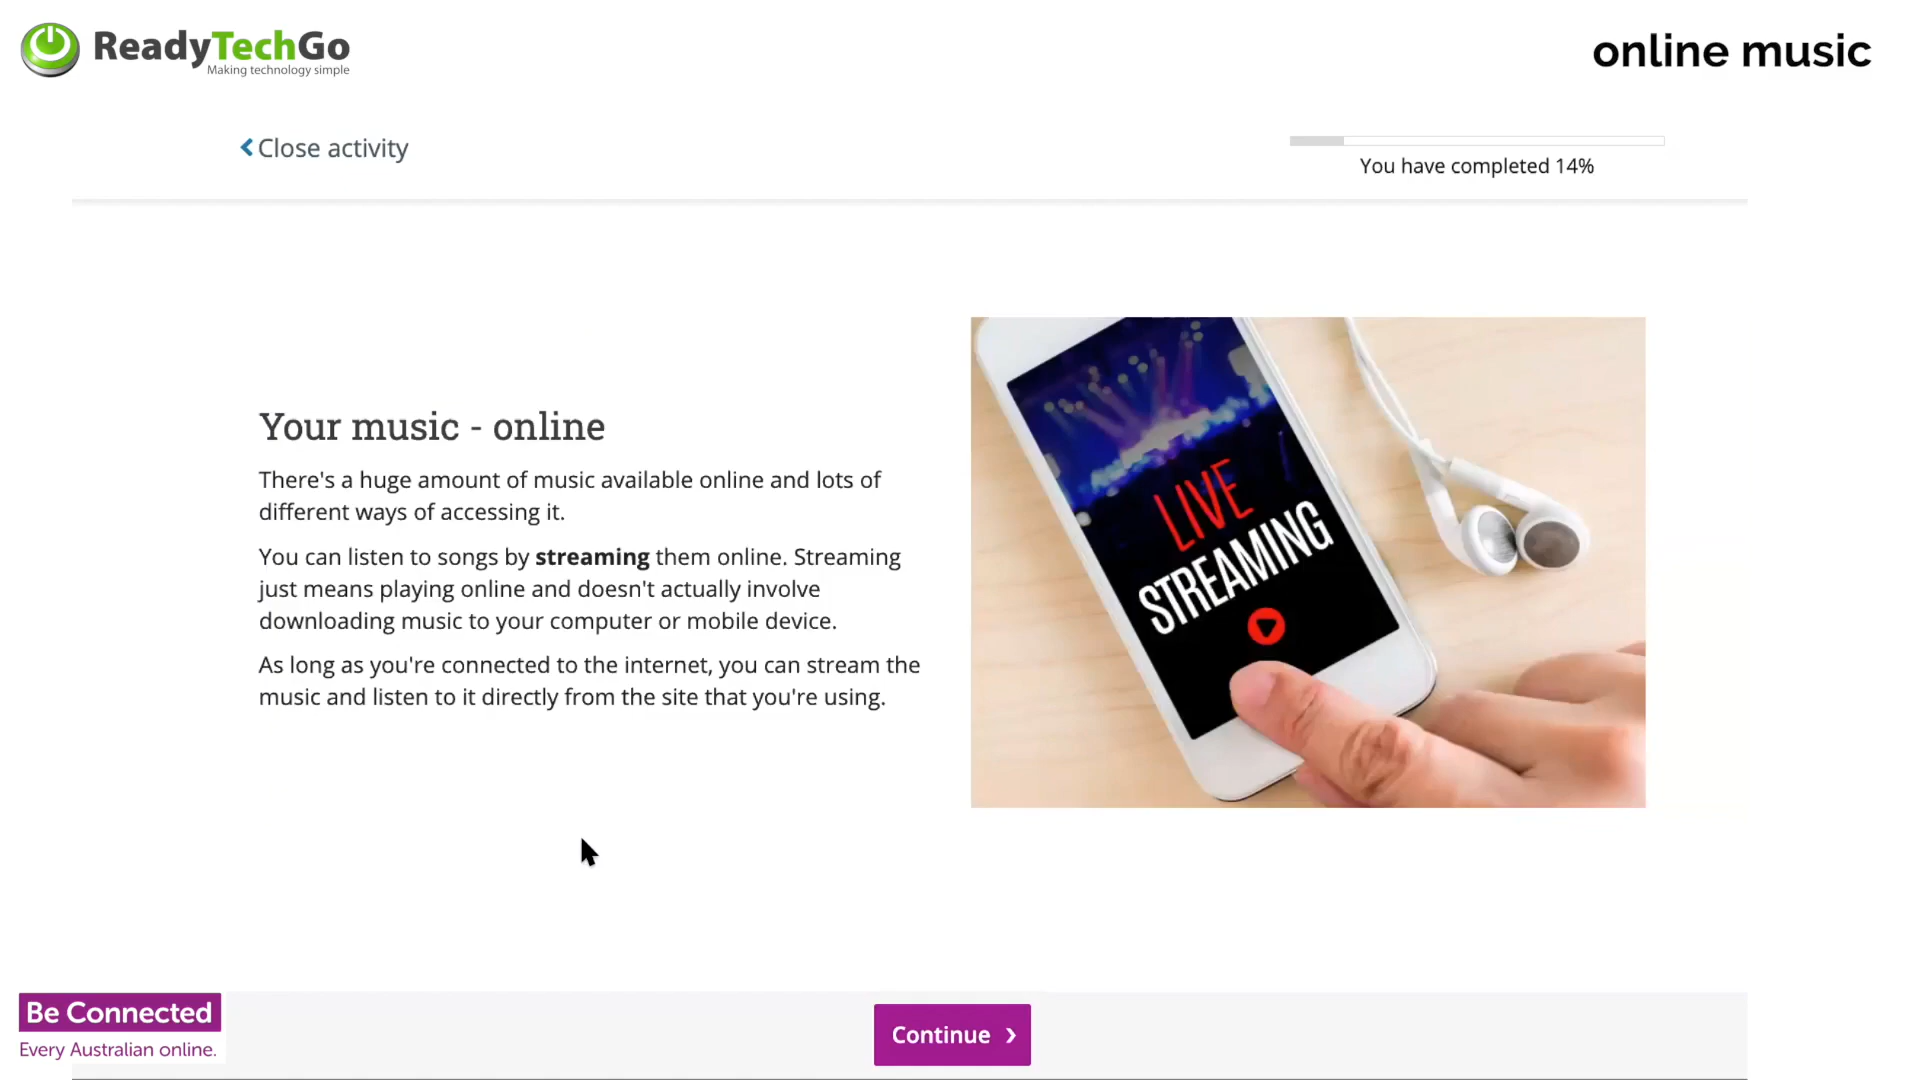 ReadyTechGo
Making technology simple
online music
Close activity
You have completed 14%
Your music - online
There's a huge amount of music available online and lots of
different ways of accessing it.
You can listen to songs by streaming them online. Streaming
just means playing online and doesn't actually involve
downloading music to your computer or mobile device.
As long as you're connected to the internet, you can stream the
music and listen to it directly from the site that you're using.
LIVE
STREAMING
Be Connected
Every Australian online.
Continue